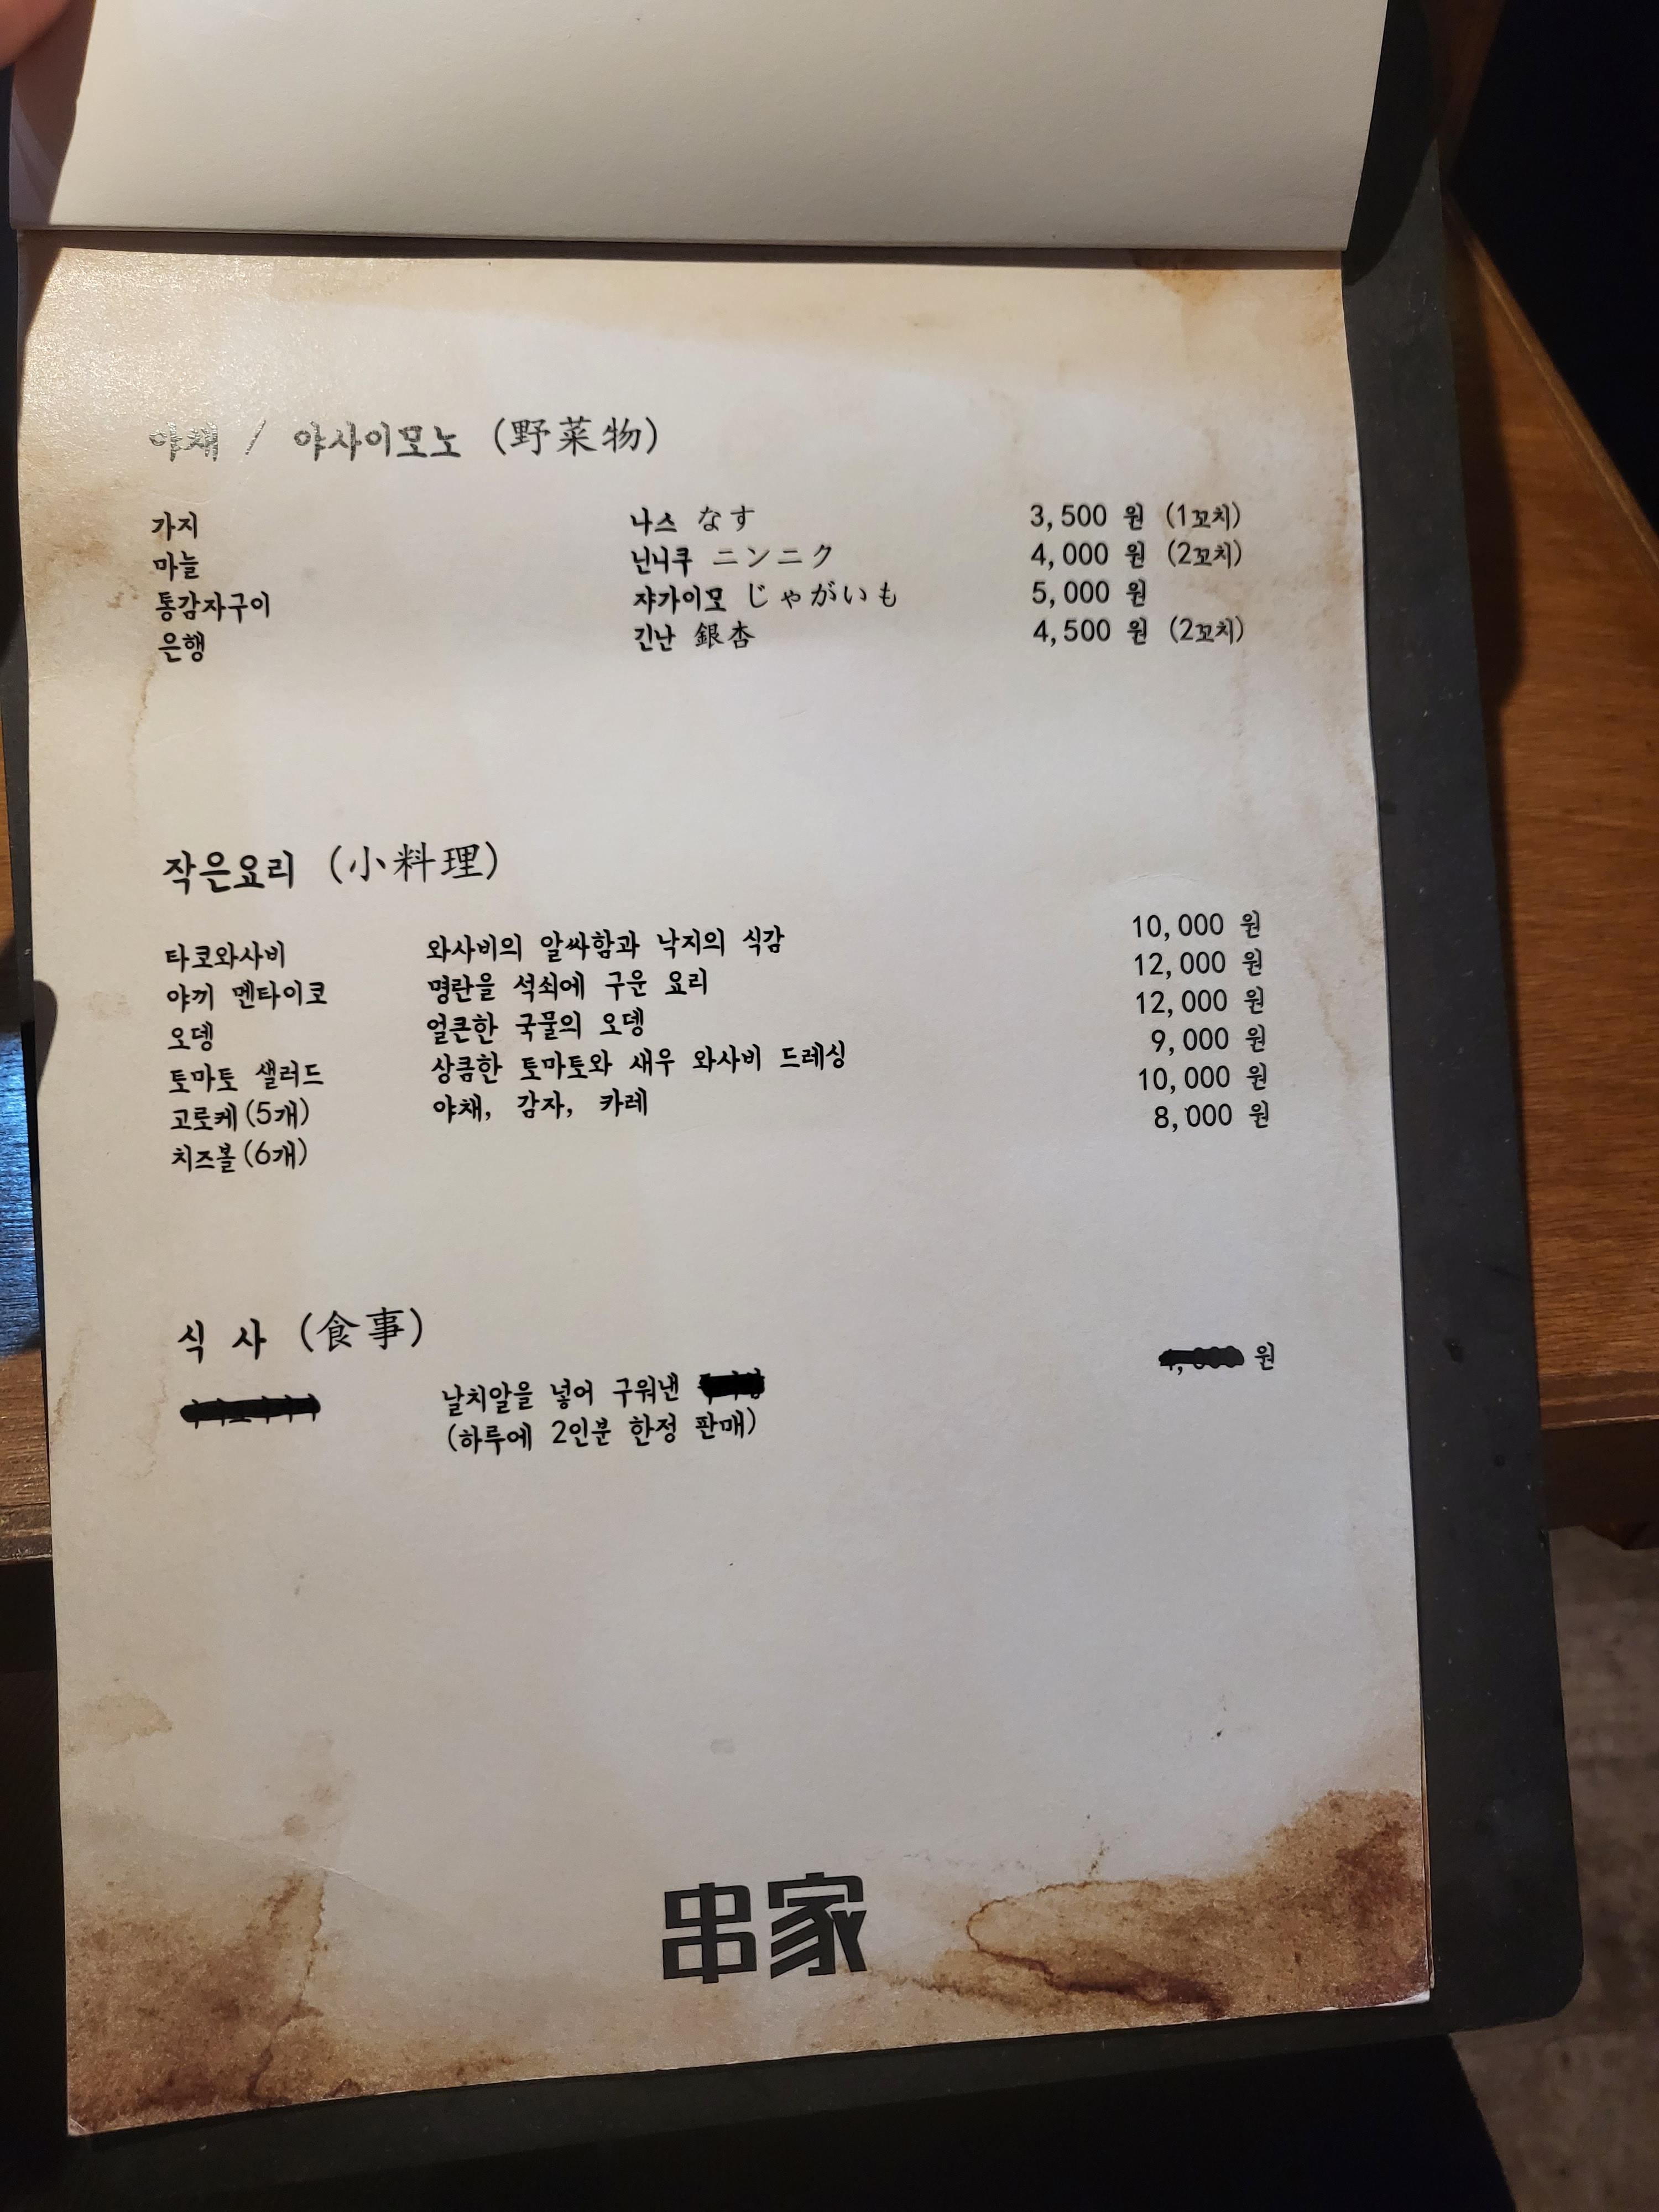 야채 / 야사이모노 (野菜物)
가지 나스 なす 3,500 원 (1꼬치)
마늘 닌니쿠 ニンニク 4,000 원 (2꼬치)
통감자구이 쟈가이모 じゃがいも 5,000 원
은행 긴난 銀杏 4,500 원 (2꼬치)
작은요리 (小料理)
타코와사비 와사비의 알싸함과 낙지의 식감 10,000 원
야끼 멘타이코 명란을 석쇠에 구운 요리 12,000 원
오뎅 얼큰한 국물의 오뎅 12,000 원
토마토 샐러드 상큼한 토마토와 새우 와사비 드레싱 9,000 원
고로케(5개) 야채, 감자, 카레 10,000 원
치즈볼(6개) 8,000 원
식 사 (食事)
날치알을 넣어 구워낸 원
(하루에 2인분 한정 판매)
串家